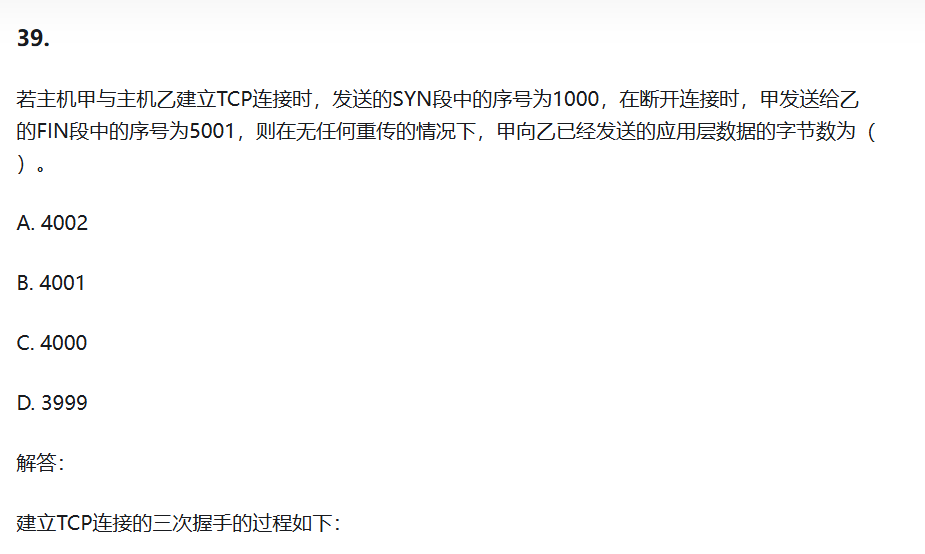 39.
若主机甲与主机乙建立TCP连接时，发送的SYN段中的序号为1000，在断开连接时，甲发送给乙
的FIN段中的序号为5001，则在无任何重传的情况下，甲向乙已经发送的应用层数据的字节数为（
）。
A. 4002
B. 4001
C. 4000
D. 3999
解答：
建立TCP连接的三次握手的过程如下：